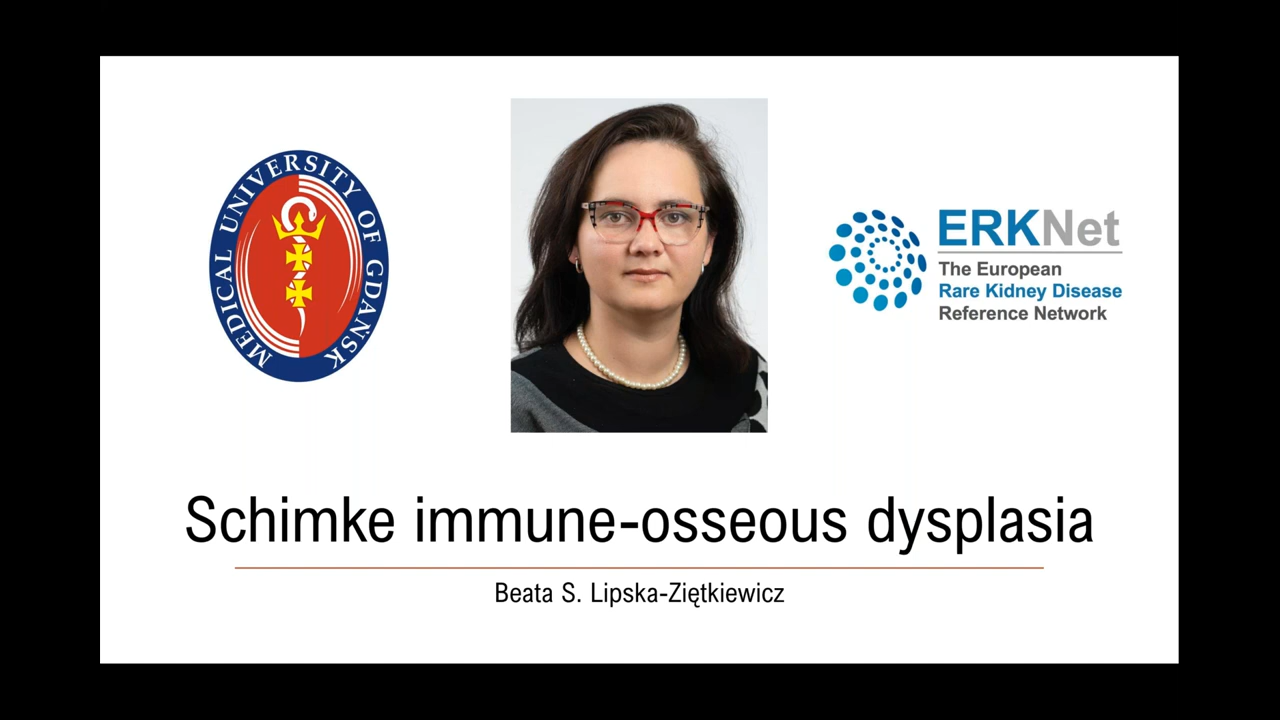 MEDICAL UNIVERSITY OF GDAŃSK
ERKNet
The European
Rare Kidney Disease
Reference Network
Schimke immune-osseous dysplasia
Beata S. Lipska-Ziętkiewicz